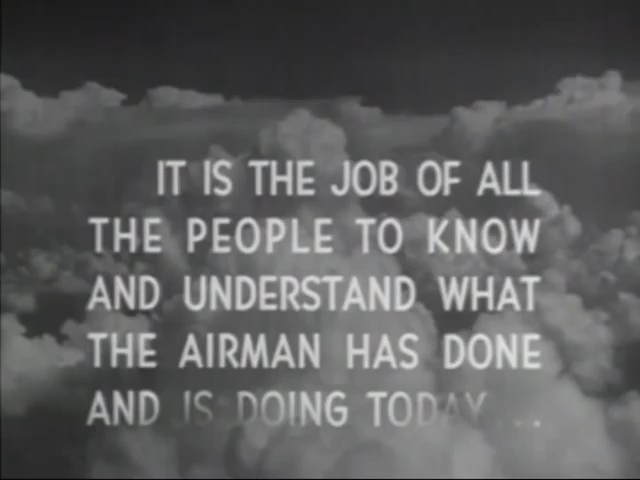 IT IS THE JOB OF ALL
THE PEOPLE TO KNOW
AND UNDERSTAND WHAT
THE AIRMAN HAS DONE
AND IS DOING TODAY...